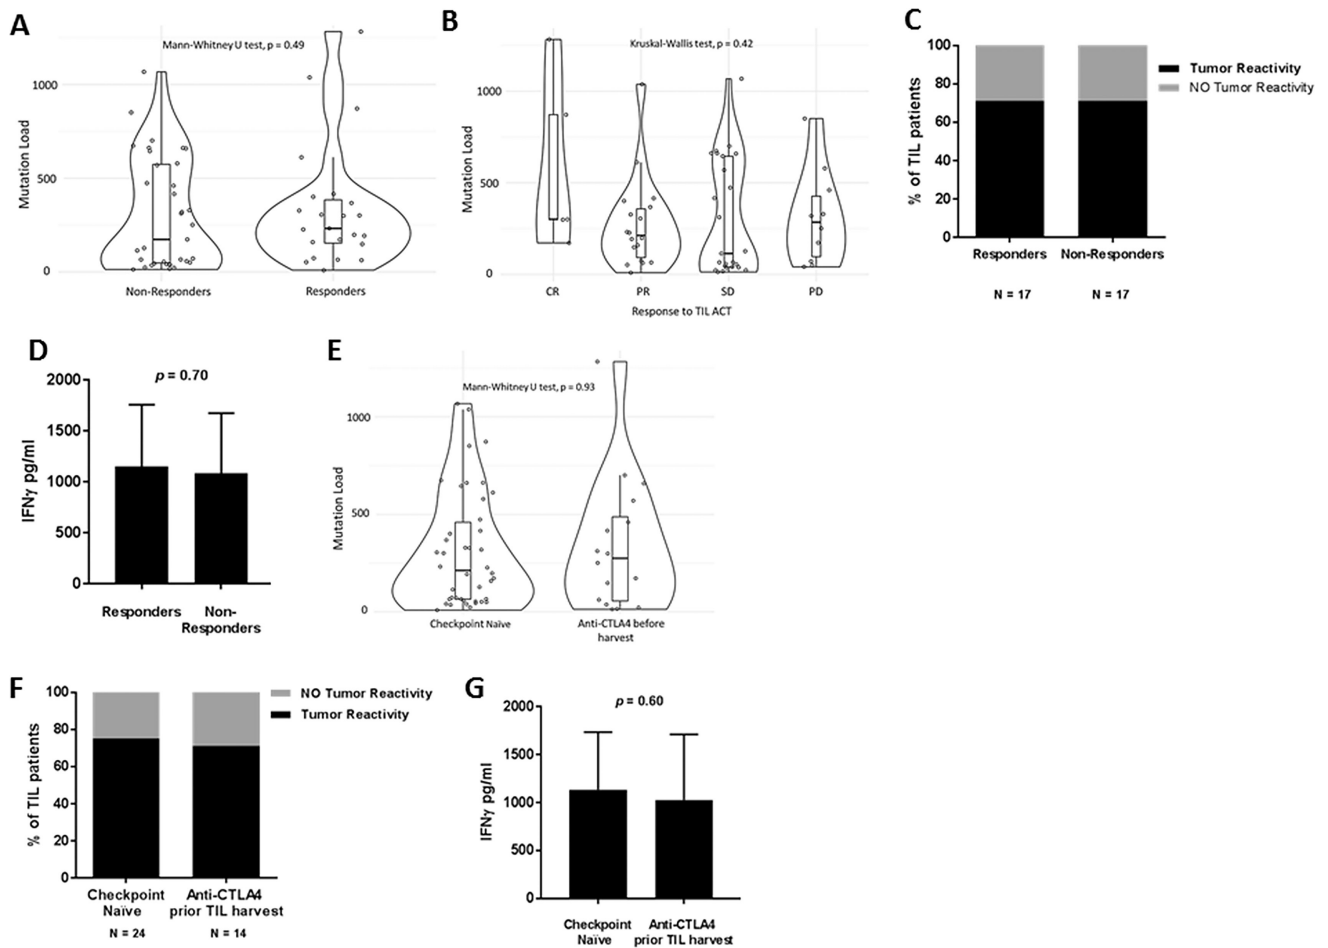 A
Mann-Whitney U test, p = 0.49
Mutation Load
1000
500
0
Non-Responders
Responders
B
Kruskal-Wallis test, p = 0.42
Mutation Load
1000
500
0
CR
PR
SD
PD
Response to TIL ACT
C
% of TIL patients
100
80
60
40
20
0
Responders
Non-Responders
N = 17
N = 17
Tumor Reactivity
NO Tumor Reactivity
D
p = 0.70
IFNγ pg/ml
2000
1500
1000
500
0
Responders
Non-
Responders
E
Mann-Whitney U test, p = 0.93
Mutation Load
1000
500
0
Checkpoint Naïve
Anti-CTLA4 before
harvest
F
% of TIL patients
100
80
60
40
20
0
Checkpoint
Naïve
Anti-CTLA4
prior TIL harvest
N = 24
N = 14
NO Tumor Reactivity
Tumor Reactivity
G
p = 0.60
IFNγ pg/ml
2000
1500
1000
500
0
Checkpoint
Naïve
Anti-CTLA4
prior TIL harvest